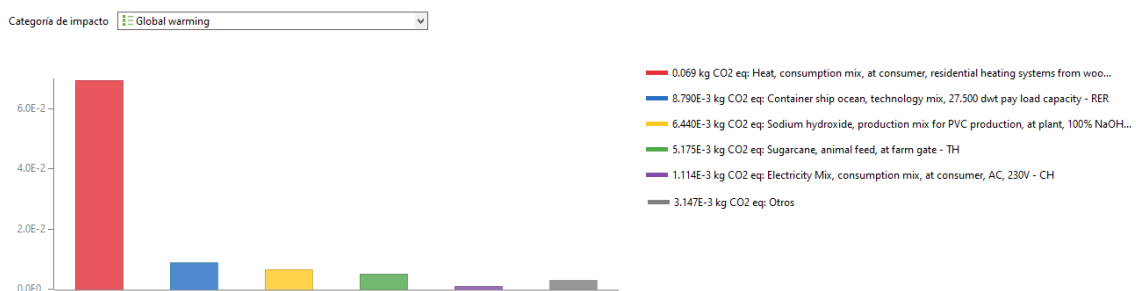 Categoría de impacto Global warming
6.0E-2
4.0E-2
2.0E-2
0.0E0
0.069 kg CO2 eq: Heat, consumption mix, at consumer, residential heating systems from woo...
8.790E-3 kg CO2 eq: Container ship ocean, technology mix, 27.500 dwt pay load capacity - RER
6.440E-3 kg CO2 eq: Sodium hydroxide, production mix for PVC production, at plant, 100% NaOH...
5.175E-3 kg CO2 eq: Sugarcane, animal feed, at farm gate - TH
1.114E-3 kg CO2 eq: Electricity Mix, consumption mix, at consumer, AC, 230V - CH
3.147E-3 kg CO2 eq: Otros